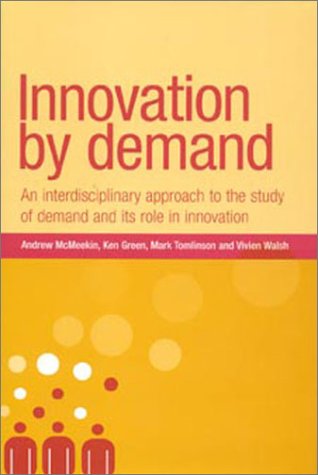 Innovation
by demand
An interdisciplinary approach to the study
of demand and its role in innovation
Andrew McMeekin, Ken Green, Mark Tomlinson and Vivien Walsh